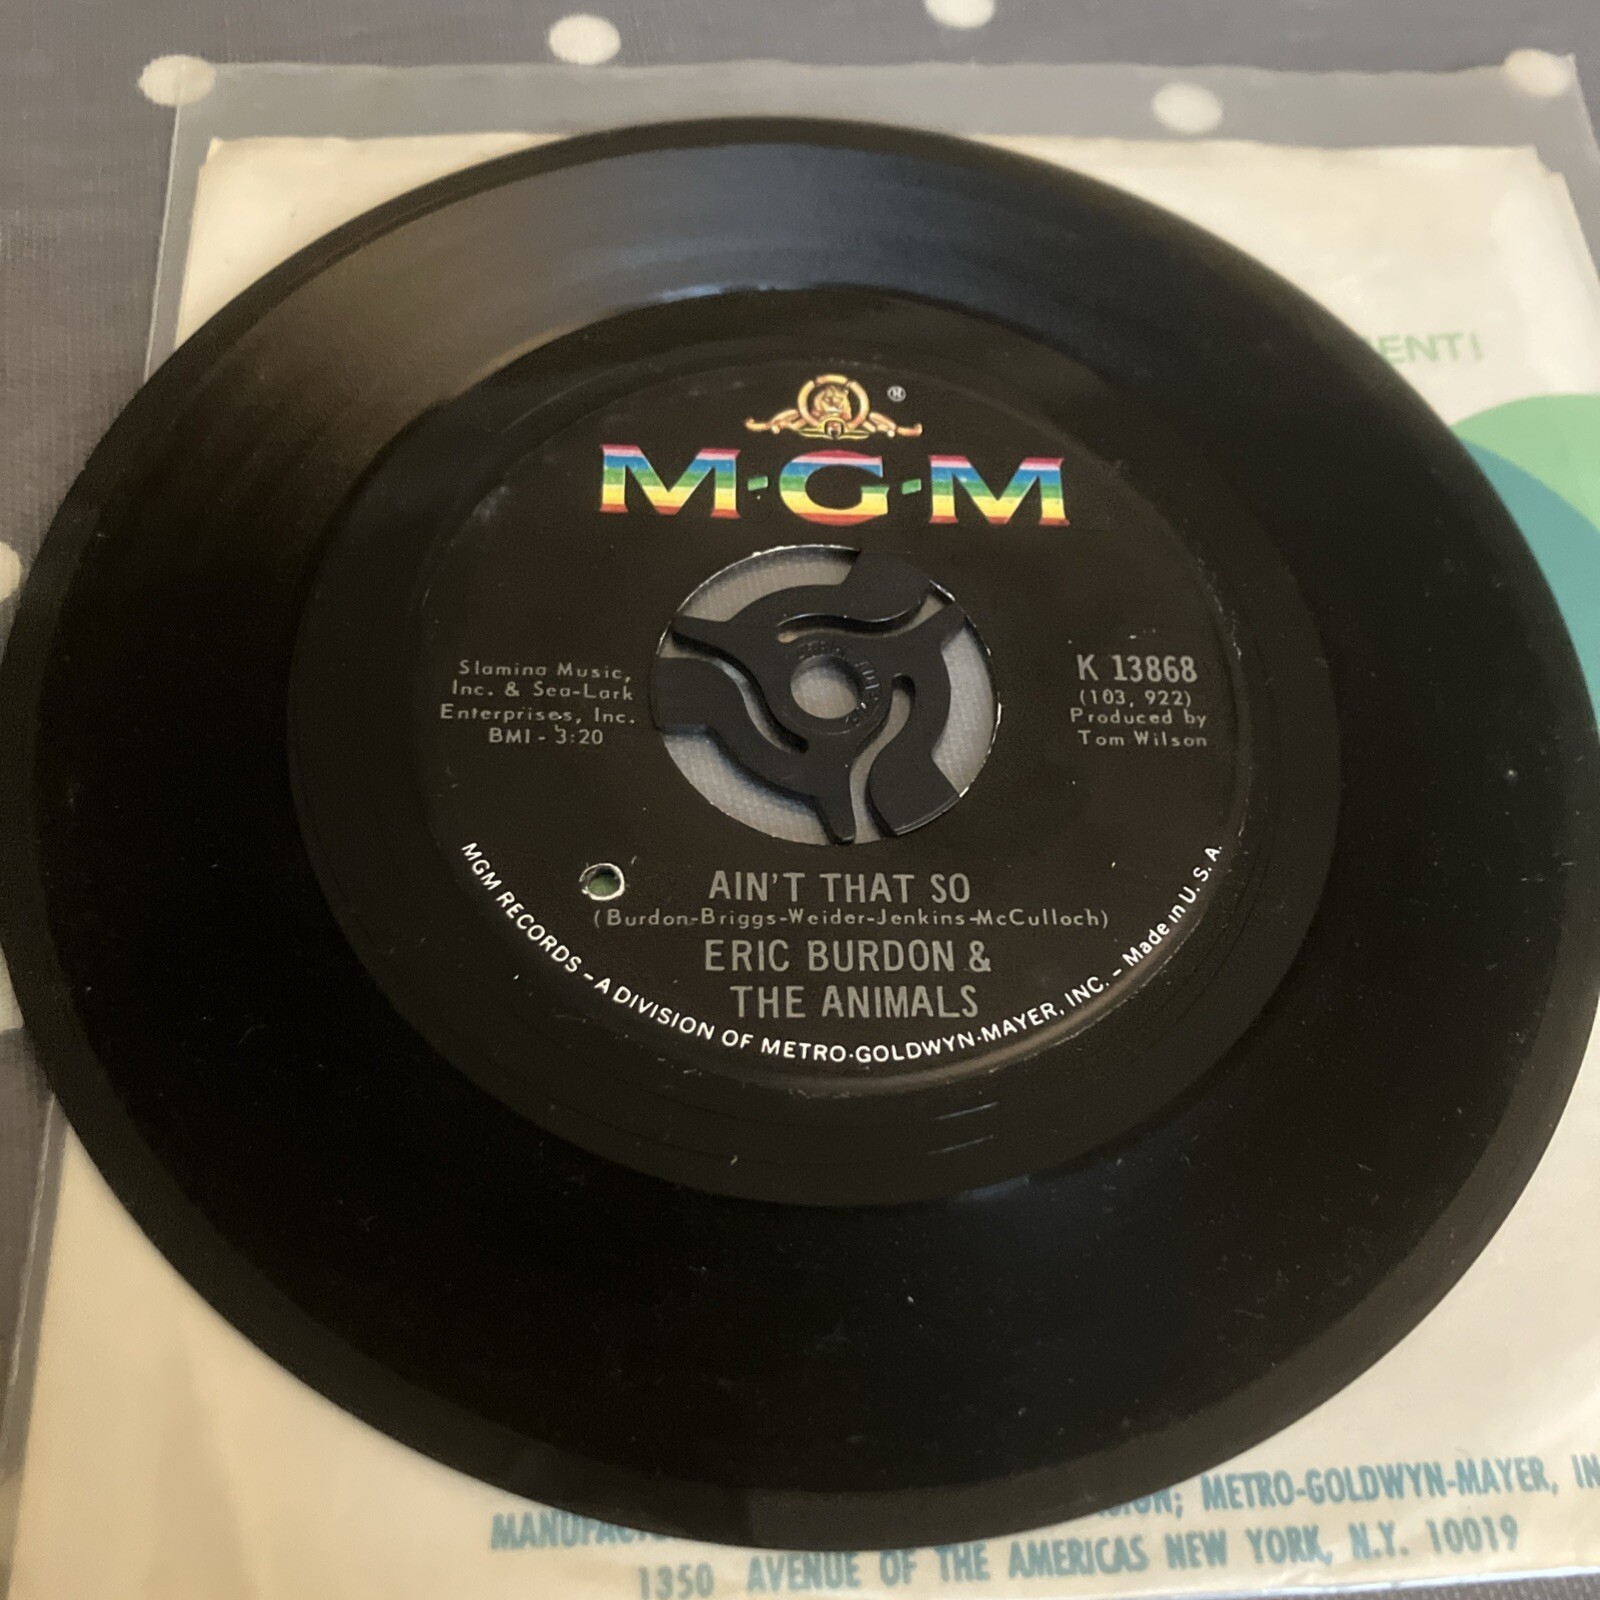 ENT!
®
M·G·M
Slamina Music,
Inc. & Sea-Lark
Enterprises, Inc.
BMI - 3:20
K 13868
(103, 922)
Produced by
Tom Wilson
AIN'T THAT SO
(Burdon-Briggs-Weider-Jenkins-McCulloch)
ERIC BURDON &
THE ANIMALS
MGM RECORDS – A DIVISION OF METRO·GOLDWYN·MAYER, INC. – Made in U. S. A.
METRO-GOLDWYN-MAYER, IN
1350 AVENUE OF THE AMERICAS NEW YORK, N.Y. 10019